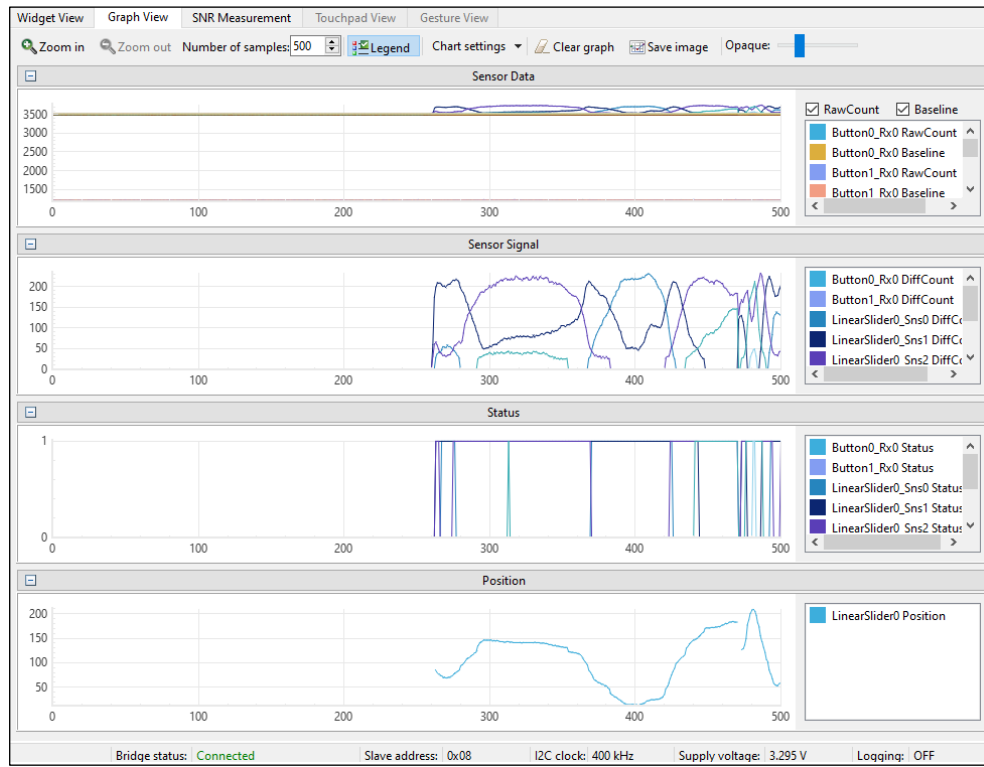 Widget View Graph View SNR Measurement Touchpad View Gesture View
Zoom in Zoom out Number of samples: 500 Legend Chart settings Clear graph Save image Opaque:
Sensor Data
3500
3000
2500
2000
1500
0 100 200 300 400 500
RawCount Baseline
Button0_Rx0 RawCount
Button0_Rx0 Baseline
Button1_Rx0 RawCount
Button1_Rx0 Baseline
Sensor Signal
200
150
100
50
0
0 100 200 300 400 500
Button0_Rx0 DiffCount
Button1_Rx0 DiffCount
LinearSlider0_Sns0 DiffCo
LinearSlider0_Sns1 DiffCo
LinearSlider0_Sns2 DiffCo
Status
1
0
0 100 200 300 400 500
Button0_Rx0 Status
Button1_Rx0 Status
LinearSlider0_Sns0 Status
LinearSlider0_Sns1 Status
LinearSlider0_Sns2 Status
Position
200
150
100
50
0 100 200 300 400 500
LinearSlider0 Position
Bridge status: Connected Slave address: 0x08 I2C clock: 400 kHz Supply voltage: 3.295 V Logging: OFF